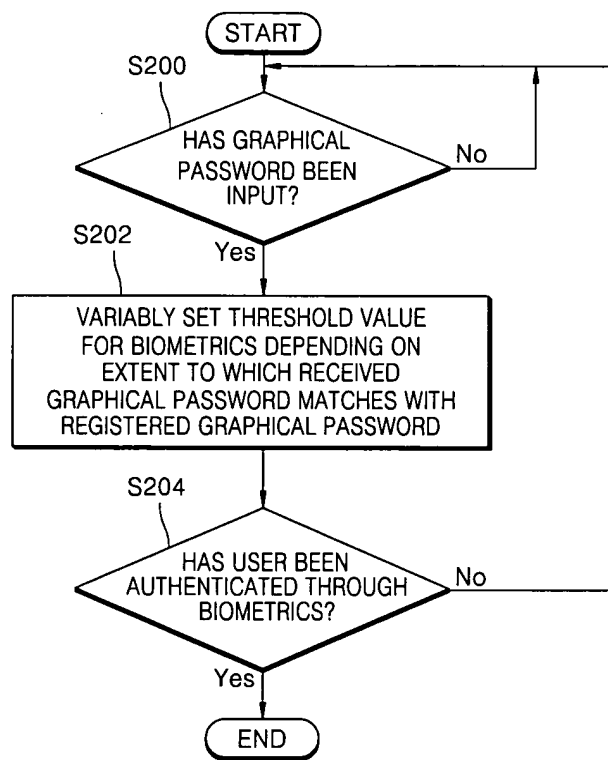 START
S200
HAS GRAPHICAL
PASSWORD BEEN
INPUT?
No
Yes
S202
VARIABLY SET THRESHOLD VALUE
FOR BIOMETRICS DEPENDING ON
EXTENT TO WHICH RECEIVED
GRAPHICAL PASSWORD MATCHES WITH
REGISTERED GRAPHICAL PASSWORD
S204
HAS USER BEEN
AUTHENTICATED THROUGH
BIOMETRICS?
No
Yes
END